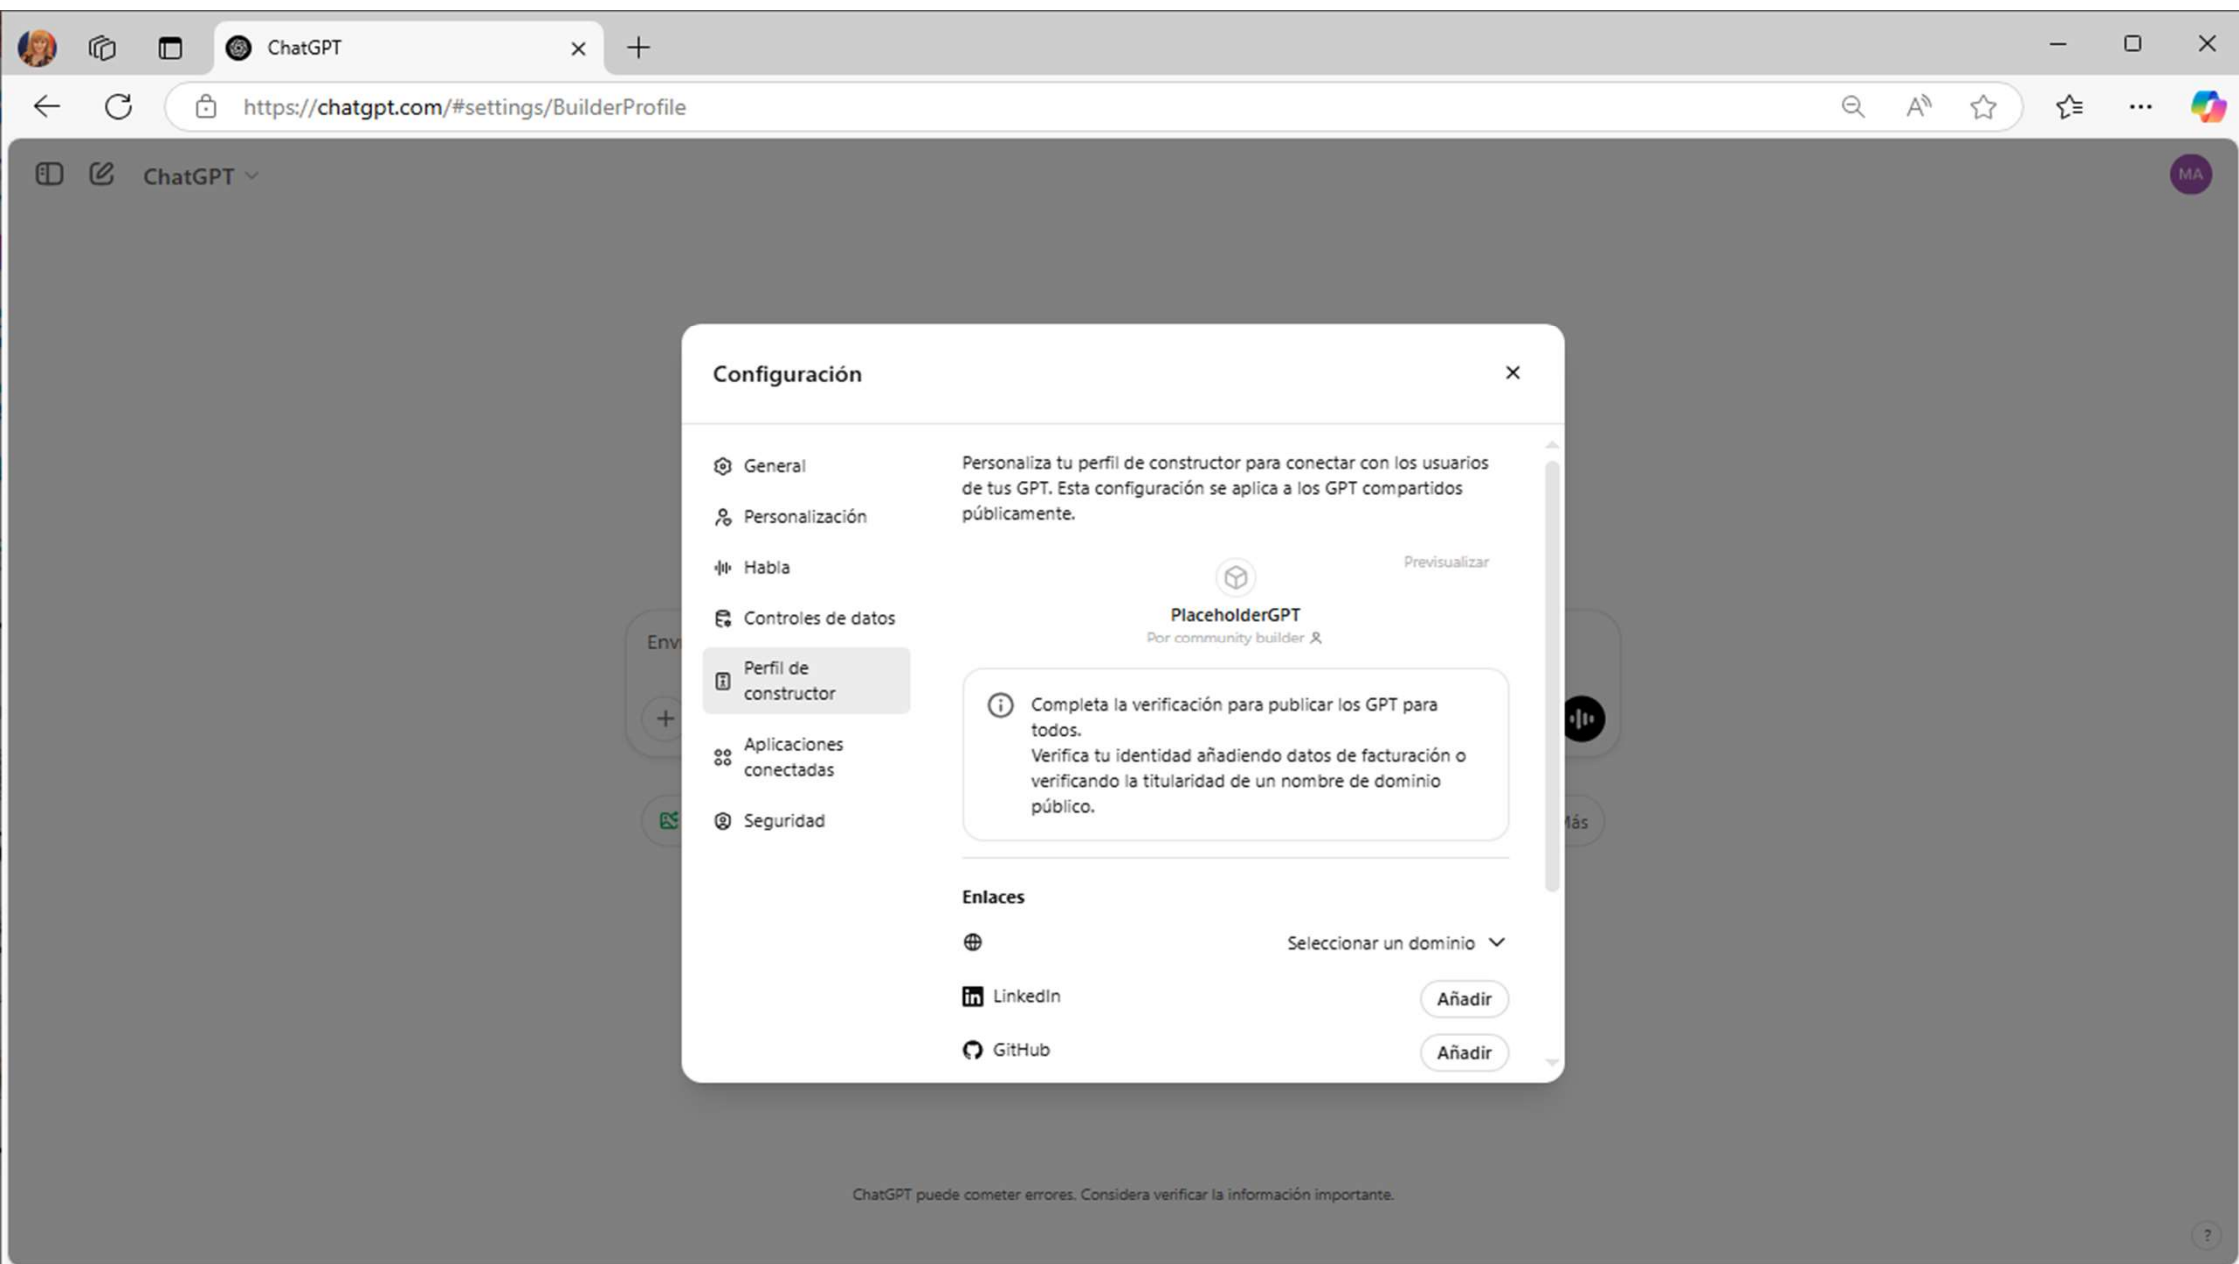 ChatGPT
https://chatgpt.com/#settings/BuilderProfile
ChatGPT
MA
Configuración
General
Personalización
Habla
Controles de datos
Perfil de
constructor
Aplicaciones
conectadas
Seguridad
Personaliza tu perfil de constructor para conectar con los usuarios
de tus GPT. Esta configuración se aplica a los GPT compartidos
públicamente.
Previsualizar
PlaceholderGPT
Por community builder
Completa la verificación para publicar los GPT para
todos.
Verifica tu identidad añadiendo datos de facturación o
verificando la titularidad de un nombre de dominio
público.
Enlaces
Seleccionar un dominio
LinkedIn
Añadir
GitHub
Añadir
ChatGPT puede cometer errores. Considera verificar la información importante.
?